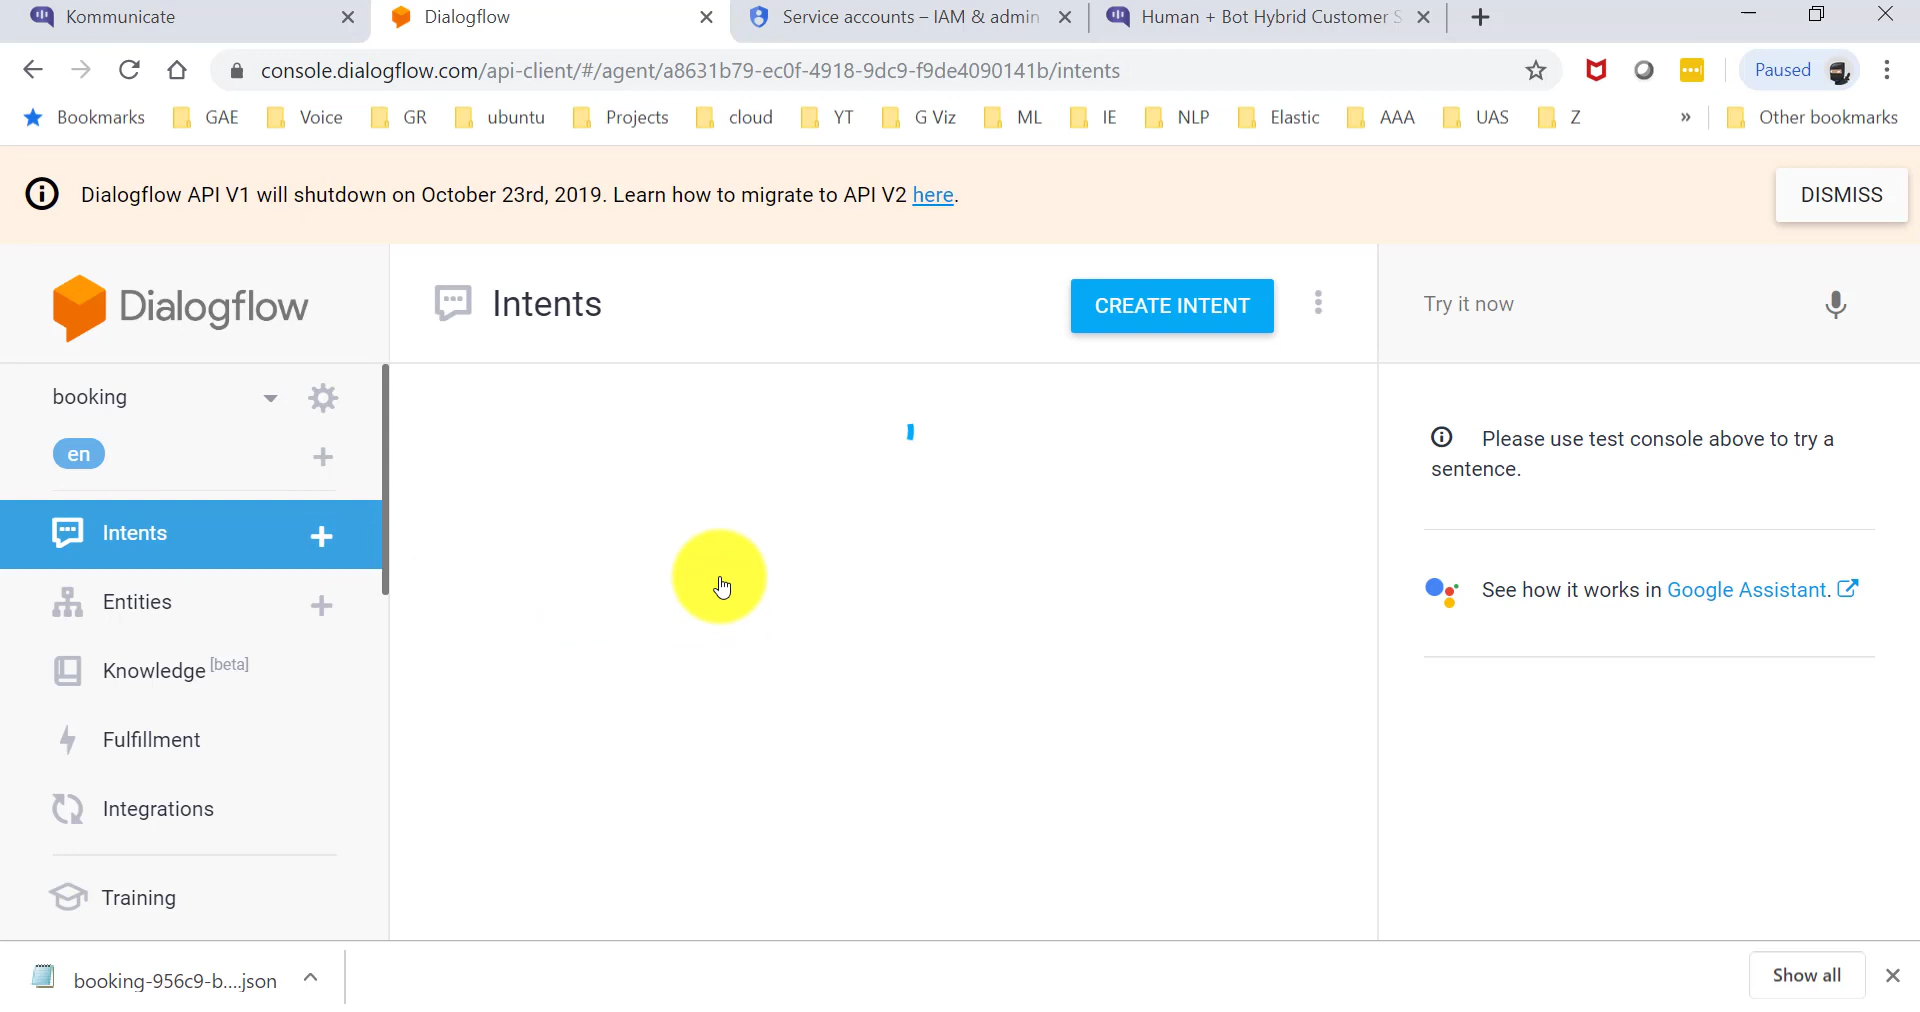 Kommunicate
Dialogflow
Service accounts – IAM & admin
Human + Bot Hybrid Customer S
console.dialogflow.com/api-client/#/agent/a8631b79-ec0f-4918-9dc9-f9de4090141b/intents
Paused
Bookmarks GAE Voice GR ubuntu Projects cloud YT G Viz ML IE NLP Elastic AAA UAS Z » Other bookmarks
Dialogflow API V1 will shutdown on October 23rd, 2019. Learn how to migrate to API V2 here.
DISMISS
Dialogflow
Intents
CREATE INTENT
Try it now
booking
en
Intents
Entities
Knowledge [beta]
Fulfillment
Integrations
Training
Please use test console above to try a
sentence.
See how it works in Google Assistant.
booking-956c9-b....json
Show all